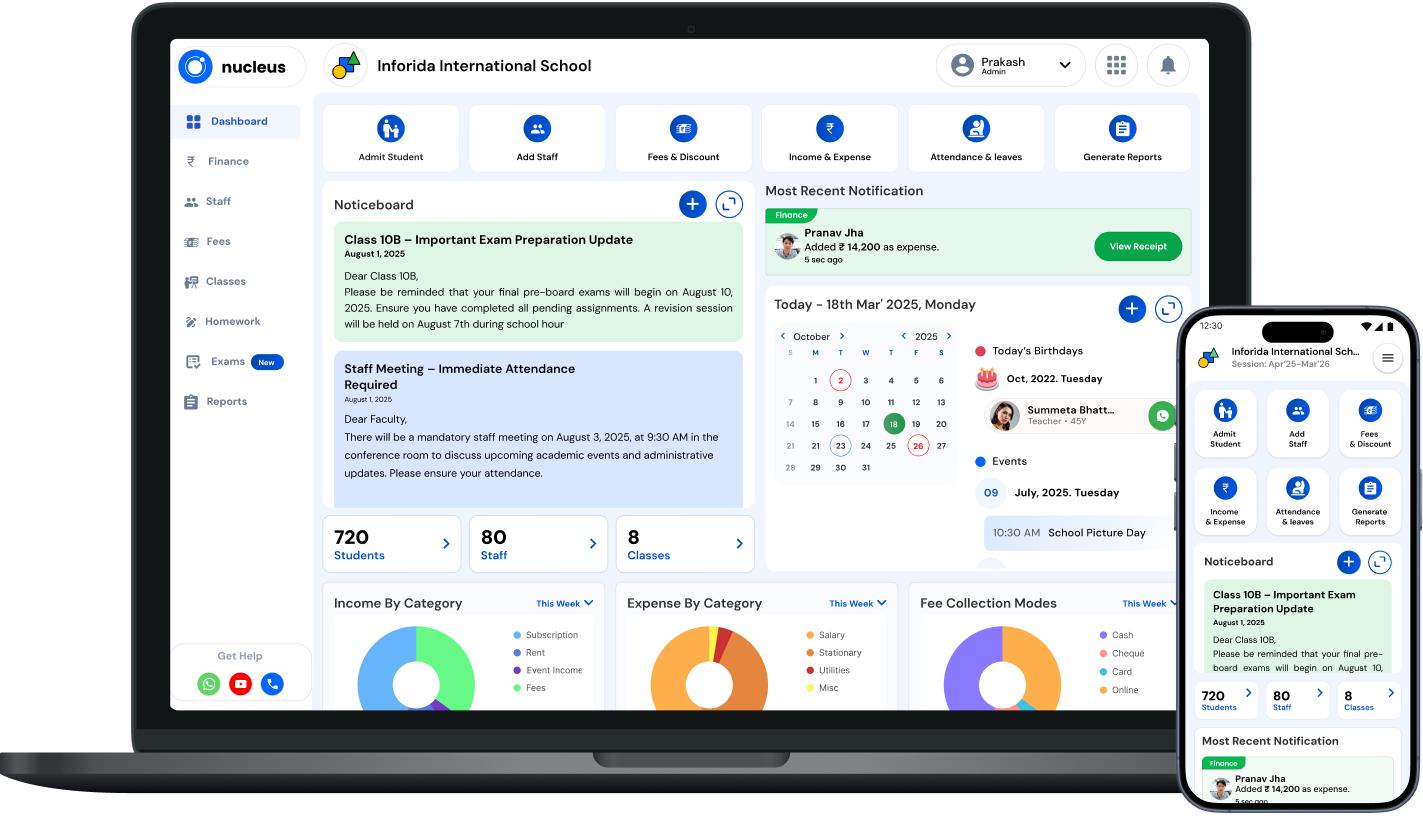 nucleus
Inforida International School
Prakash
Admin
Dashboard
Finance
Staff
Fees
Classes
Homework
Exams New
Reports
Get Help
Admit Student
Add Staff
Fees & Discount
₹
Income & Expense
Attendance & leaves
Generate Reports
Noticeboard
Class 10B – Important Exam Preparation Update
August 1, 2025
Dear Class 10B,
Please be reminded that your final pre-board exams will begin on August 10,
2025. Ensure you have completed all pending assignments. A revision session
will be held on August 7th during school hour
Staff Meeting – Immediate Attendance
Required
August 1, 2025
Dear Faculty,
There will be a mandatory staff meeting on August 3, 2025, at 9:30 AM in the
conference room to discuss upcoming academic events and administrative
updates. Please ensure your attendance.
720
Students
80
Staff
8
Classes
Most Recent Notification
Finance
Pranav Jha
Added ₹ 14,200 as expense.
5 sec ago
View Receipt
Today - 18th Mar' 2025, Monday
October 2025
S M T W T F S
1 2 3 4 5 6
7 8 9 10 11 12 13
14 15 16 17 18 19 20
21 21 23 24 25 26 27
28 29 30 31
Today's Birthdays
Oct, 2022. Tuesday
Summeta Bhatt...
Teacher • 45Y
Events
09 July, 2025. Tuesday
10:30 AM School Picture Day
Income By Category
This Week
Subscription
Rent
Event Income
Fees
Expense By Category
This Week
Salary
Stationary
Utilities
Misc
Fee Collection Modes
This Week
Cash
Cheque
Card
Online
12:30
Inforida International Sch...
Session: Apr'25-Mar'26
Admit
Student
Add
Staff
Fees
& Discount
₹
Income
& Expense
Attendance
& leaves
Generate
Reports
Noticeboard
Class 10B – Important Exam
Preparation Update
August 1, 2025
Dear Class 10B,
Please be reminded that your final pre-
board exams will begin on August 10,
720
Students
80
Staff
8
Classes
Most Recent Notification
Finance
Pranav Jha
Added ₹ 14,200 as expense.
5 sec ago